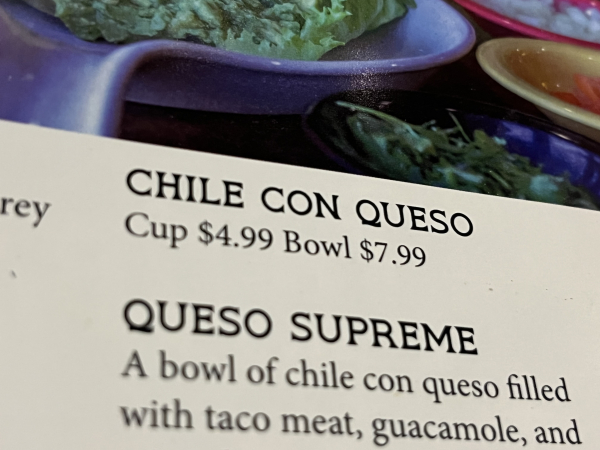 rey
CHILE CON QUESO
Cup $4.99 Bowl $7.99
QUESO SUPREME
A bowl of chile con queso filled
with taco meat, guacamole, and